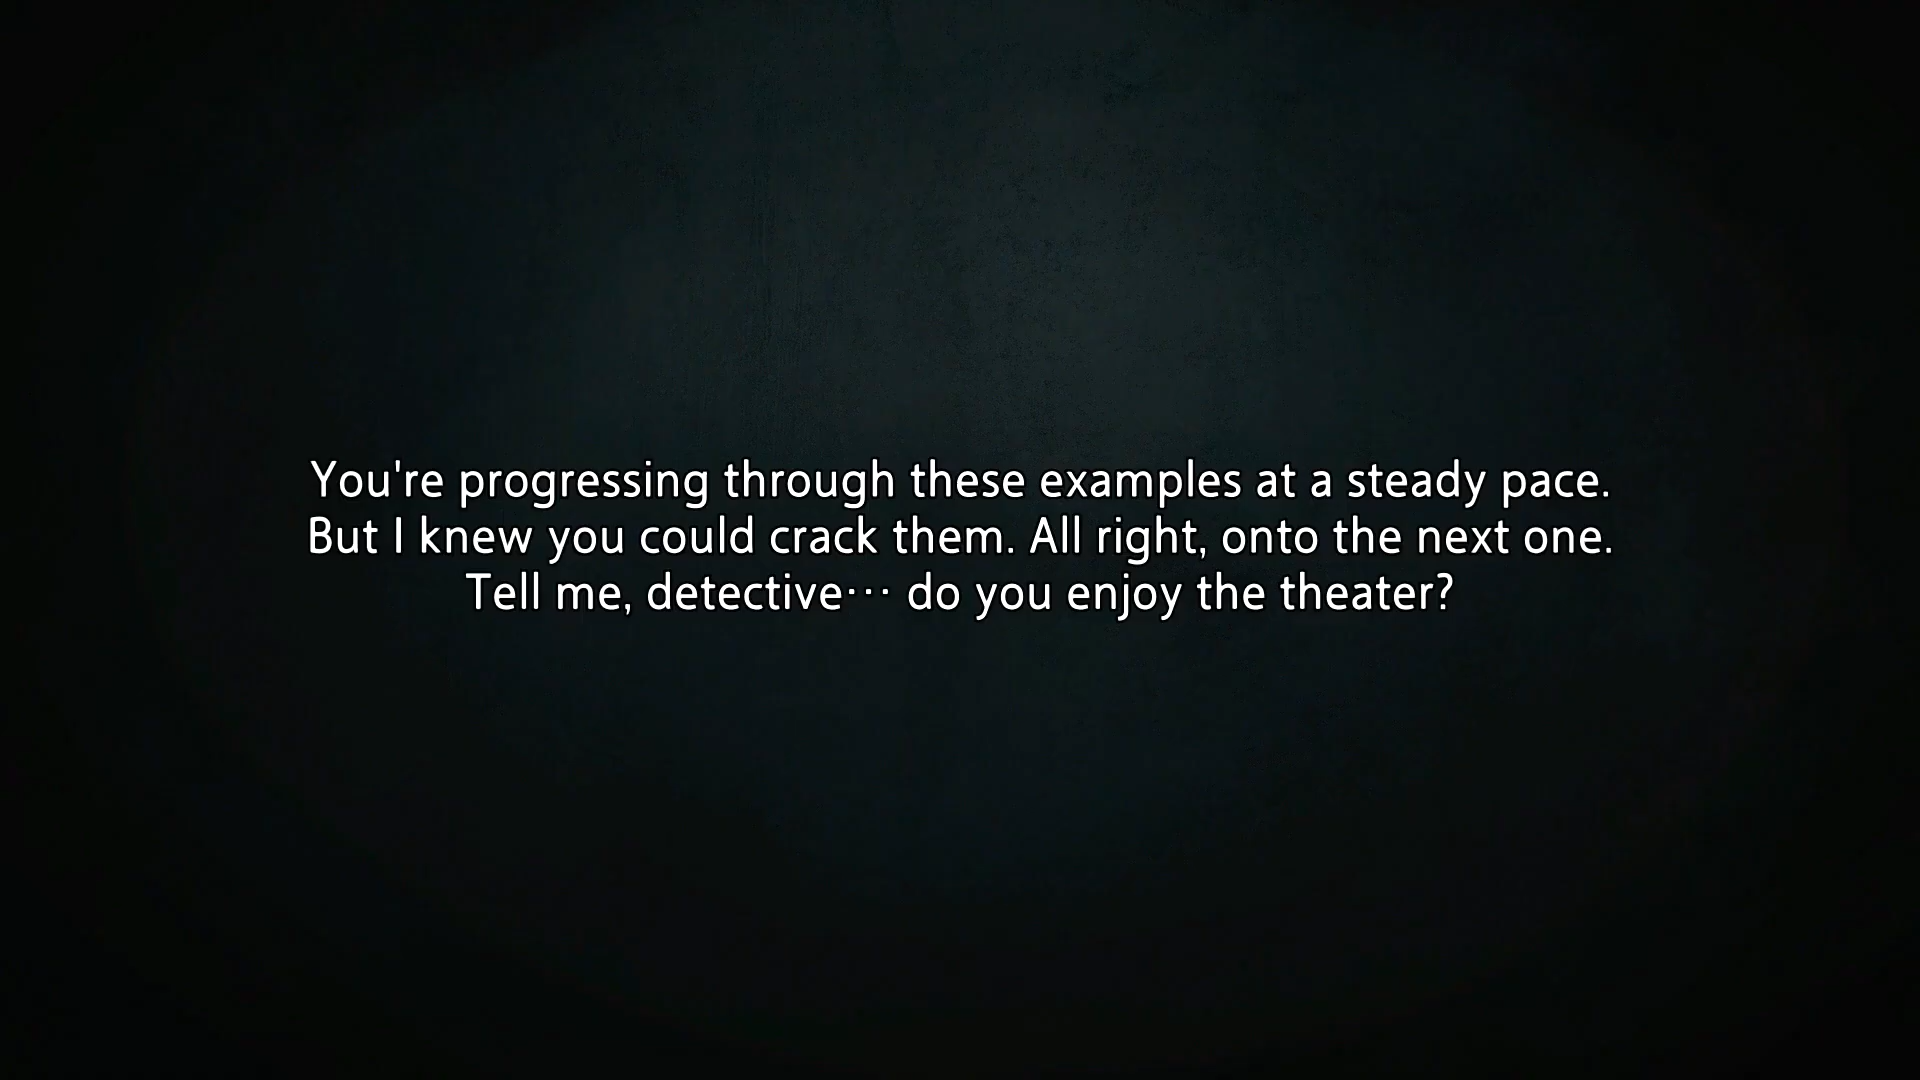 You're progressing through these examples at a steady pace.
But I knew you could crack them. All right, onto the next one.
Tell me, detective··· do you enjoy the theater?